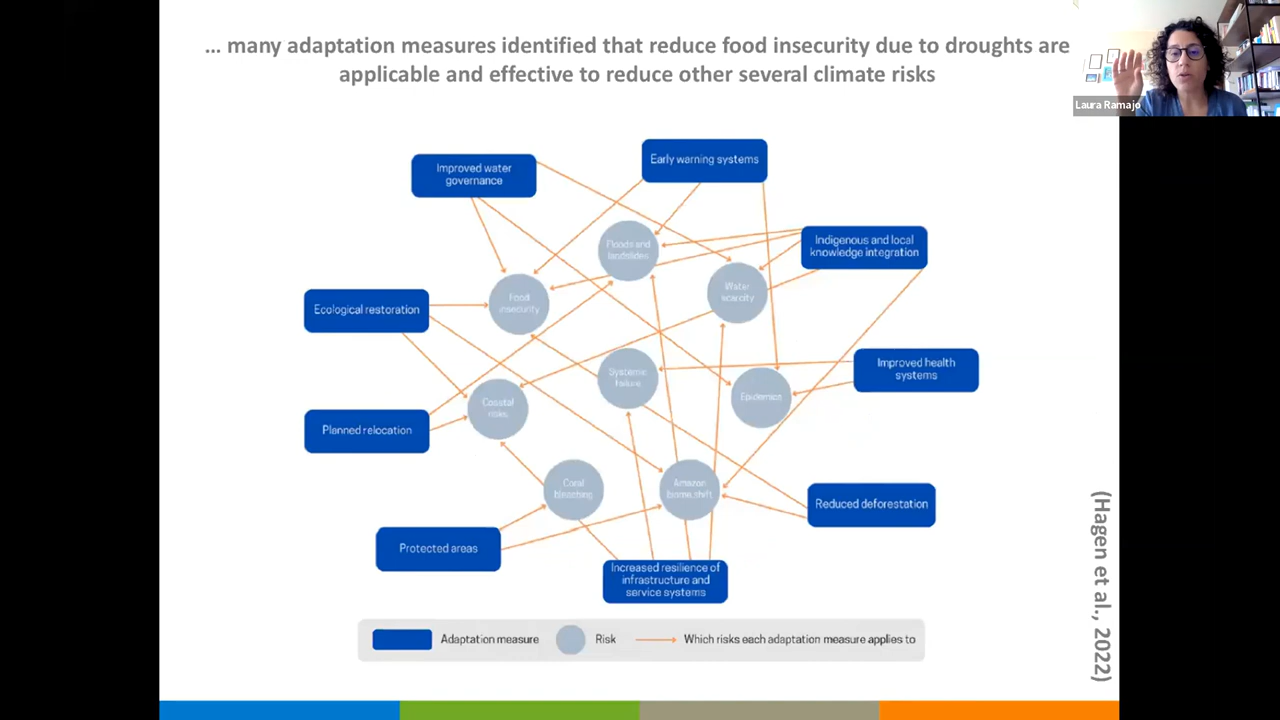 ... many adaptation measures identified that reduce food insecurity due to droughts are
applicable and effective to reduce other several climate risks
Laura Ramajo
Improved water
governance
Early warning systems
Indigenous and local
knowledge integration
Floods and
landslides
Water
scarcity
Food
insecurity
Ecological restoration
Systemic
failure
Improved health
systems
Epidemics
Coastal
risks
Planned relocation
Coral
bleaching
Amazon
biome shift
Reduced deforestation
Protected areas
Increased resilience of
infrastructure and
service systems
Adaptation measure
Risk
Which risks each adaptation measure applies to
(Hagen et al., 2022)